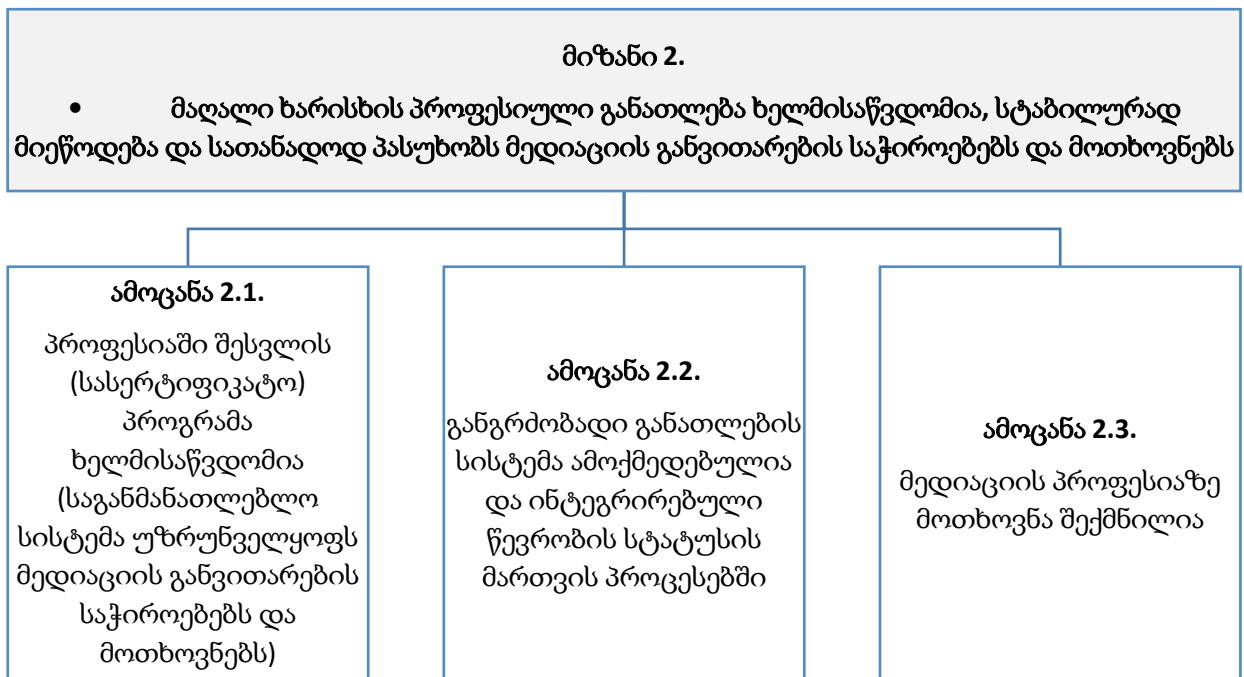 მიზანი 2.
• მაღალი ხარისხის პროფესიული განათლება ხელმისაწვდომია, სტაბილურად
მიეწოდება და სათანადოდ პასუხობს მედიაციის განვითარების საჭიროებებს და მოთხოვნებს
ამოცანა 2.1.
პროფესიაში შესვლის
(სასერტიფიკატო)
პროგრამა
ხელმისაწვდომია
(საგანმანათლებლო
სისტემა უზრუნველყოფს
მედიაციის განვითარების
საჭიროებებს და
მოთხოვნებს)
ამოცანა 2.2.
განგრძობადი განათლების
სისტემა ამოქმედებულია
და ინტეგრირებული
წევრობის სტატუსის
მართვის პროცესებში
ამოცანა 2.3.
მედიაციის პროფესიაზე
მოთხოვნა შექმნილია